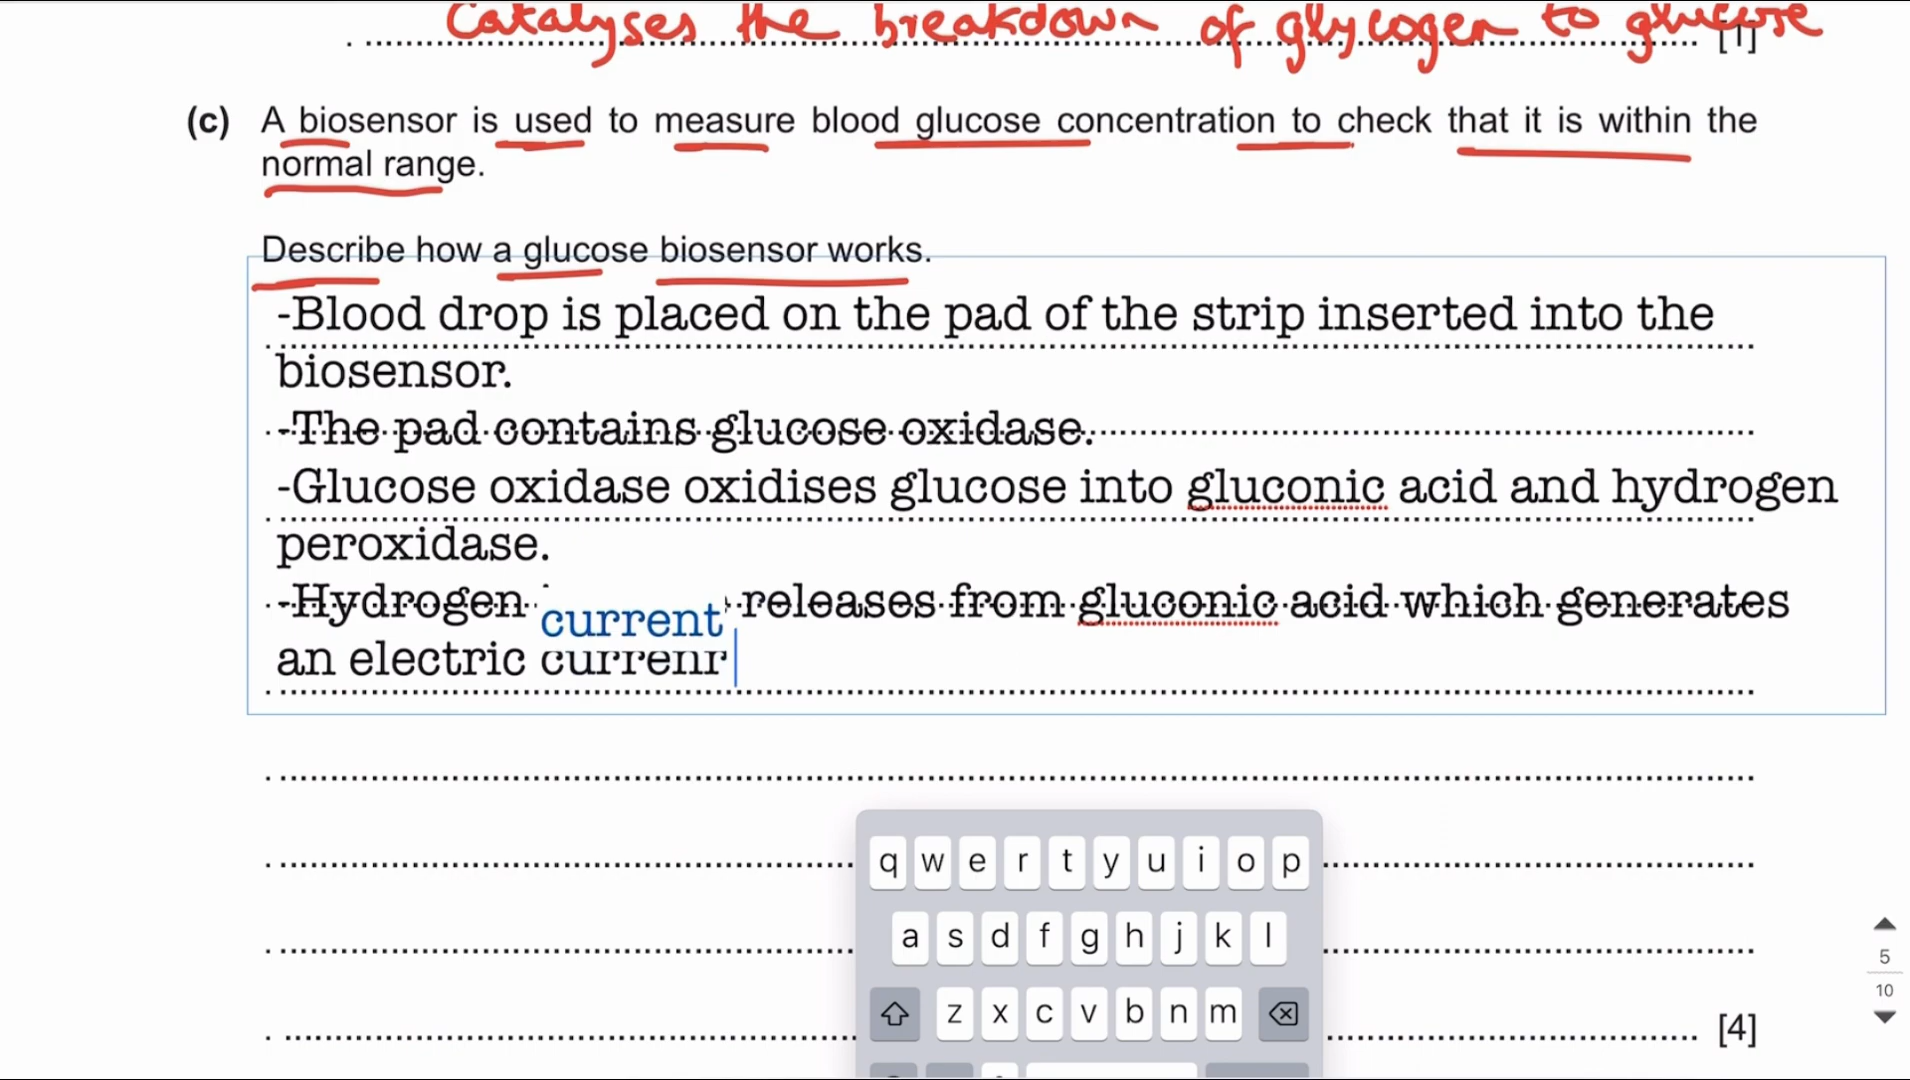 Catalyses the breakdown of glycogen to glucose
[1]
(c) A biosensor is used to measure blood glucose concentration to check that it is within the
normal range.
Describe how a glucose biosensor works.
-Blood drop is placed on the pad of the strip inserted into the
biosensor.
-The pad contains glucose oxidase.
-Glucose oxidase oxidises glucose into gluconic acid and hydrogen
peroxidase.
-Hydrogen releases from gluconic acid which generates
current
an electric currenr
q w e r t y u i o p
a s d f g h j k l
z x c v b n m
5
10
[4]